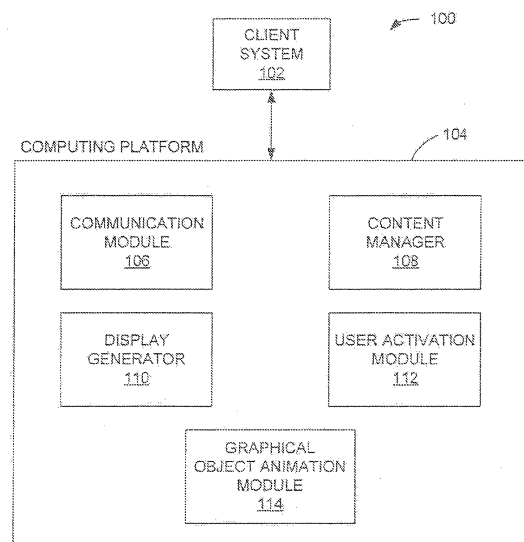 100
CLIENT
SYSTEM
102
COMPUTING PLATFORM
104
COMMUNICATION
MODULE
106
CONTENT
MANAGER
108
DISPLAY
GENERATOR
110
USER ACTIVATION
MODULE
112
GRAPHICAL
OBJECT ANIMATION
MODULE
114